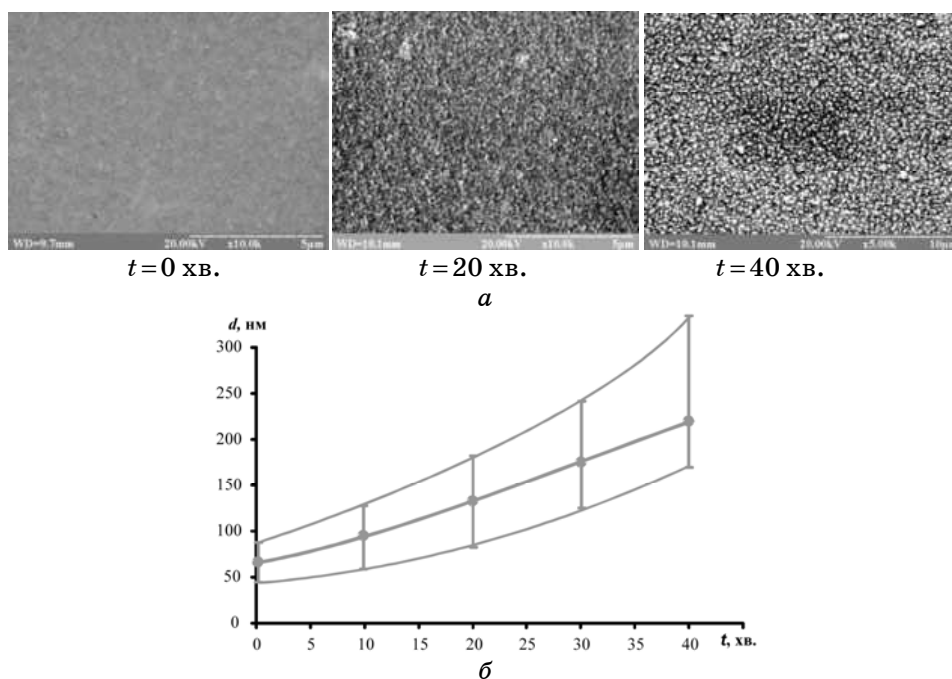 WD=9.7mm 20.00kV x10.0k 5µm
WD=10.1mm 20.00kV x10.0k 5µm
WD=10.1mm 20.00kV x5.00k 10µm
t=0 хв. t=20 хв. t=40 хв.
а
d, нм
300
250
200
150
100
50
0
0 5 10 15 20 25 30 35 40 t, хв.
б